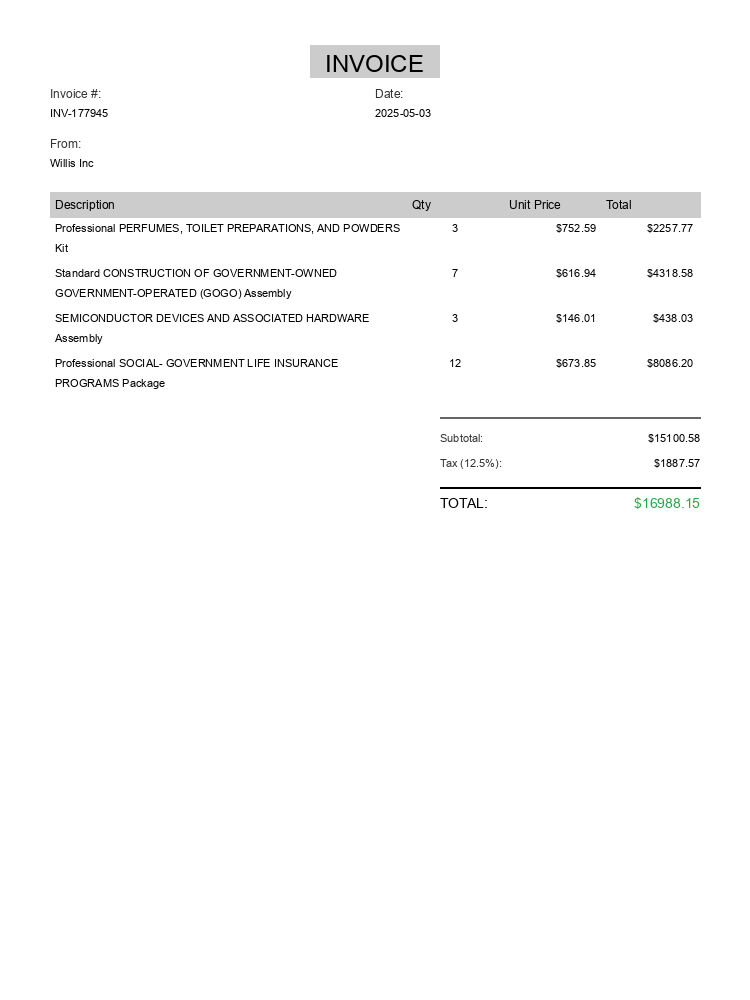 INVOICE
Invoice #: Date:
INV-177945 2025-05-03
From:
Willis Inc
Description Qty Unit Price Total
Professional PERFUMES, TOILET PREPARATIONS, AND POWDERS 3 $752.59 $2257.77
Kit
Standard CONSTRUCTION OF GOVERNMENT-OWNED 7 $616.94 $4318.58
GOVERNMENT-OPERATED (GOGO) Assembly
SEMICONDUCTOR DEVICES AND ASSOCIATED HARDWARE 3 $146.01 $438.03
Assembly
Professional SOCIAL- GOVERNMENT LIFE INSURANCE 12 $673.85 $8086.20
PROGRAMS Package
Subtotal: $15100.58
Tax (12.5%): $1887.57
TOTAL: $16988.15